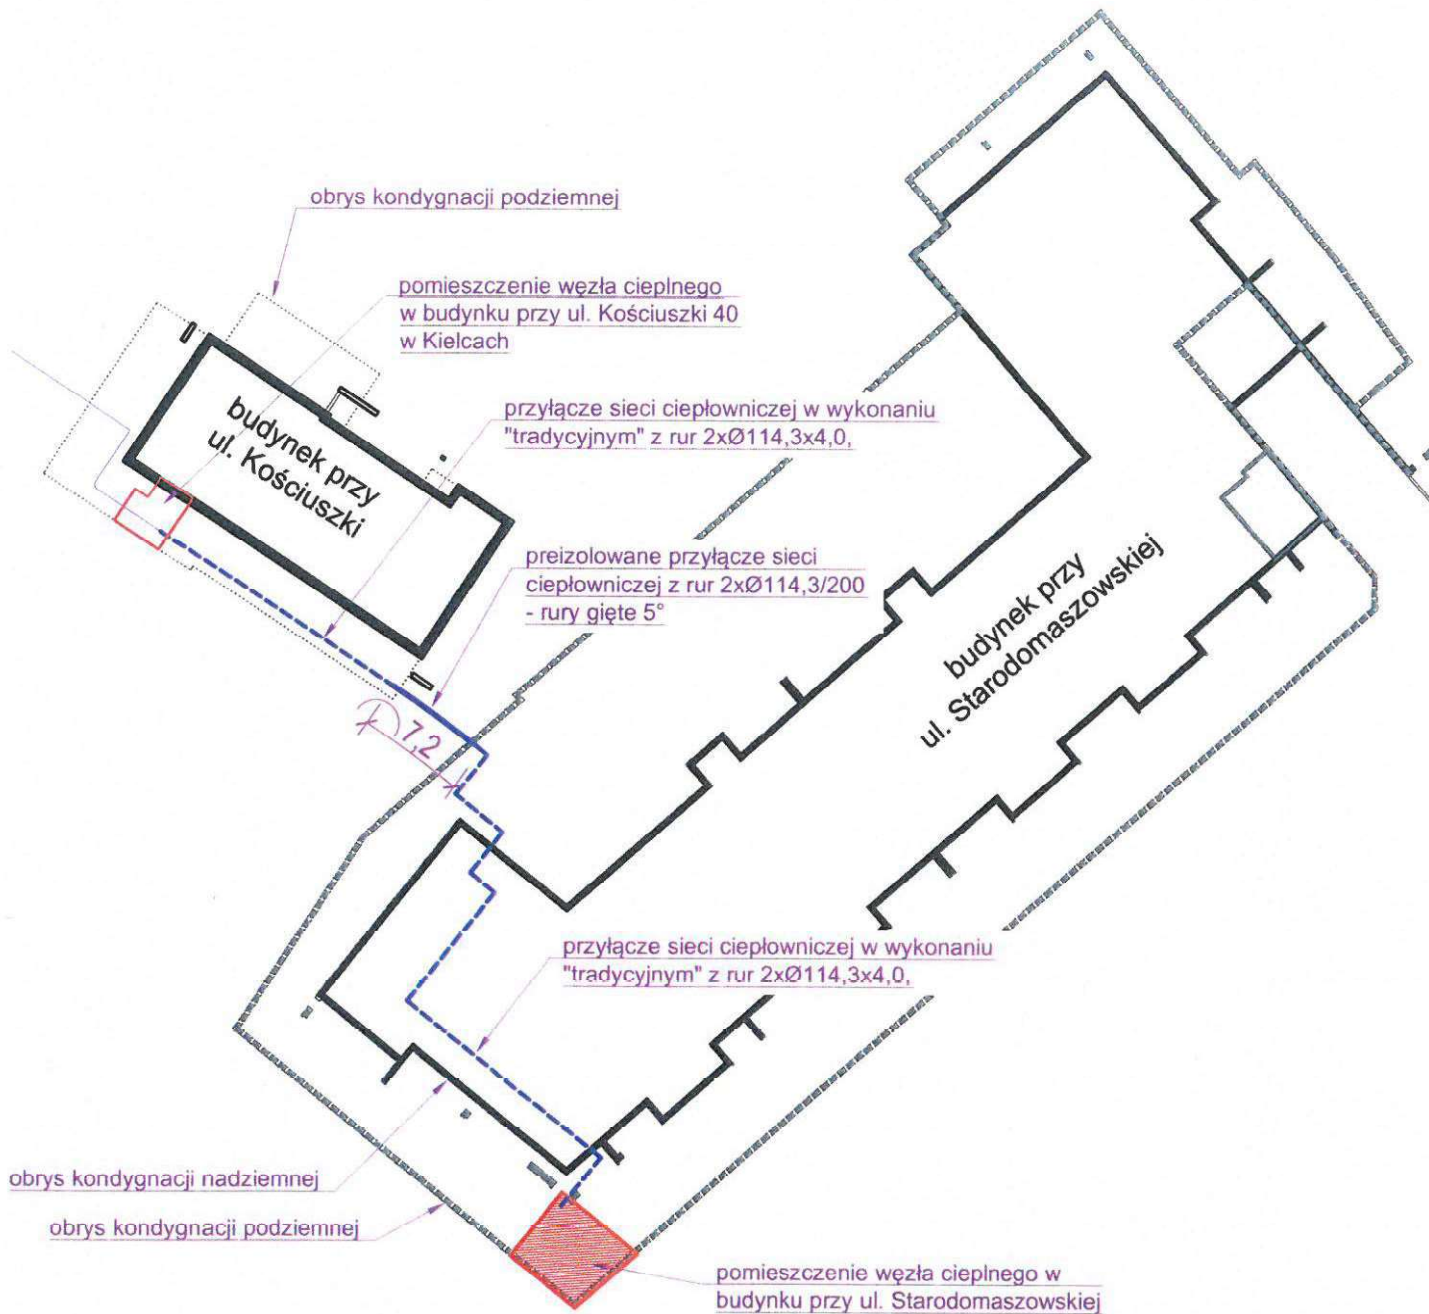 obrys kondygnacji podziemnej
pomieszczenie węzła cieplnego
w budynku przy ul. Kościuszki 40
w Kielcach
przyłącze sieci ciepłowniczej w wykonaniu
"tradycyjnym" z rur 2xØ114,3x4,0,
budynek przy
ul. Kościuszki
preizolowane przyłącze sieci
ciepłowniczej z rur 2xØ114,3/200
- rury gięte 5°
budynek przy
ul. Starodomaszowskiej
7,2
przyłącze sieci ciepłowniczej w wykonaniu
"tradycyjnym" z rur 2xØ114,3x4,0,
obrys kondygnacji nadziemnej
obrys kondygnacji podziemnej
pomieszczenie węzła cieplnego w
budynku przy ul. Starodomaszowskiej